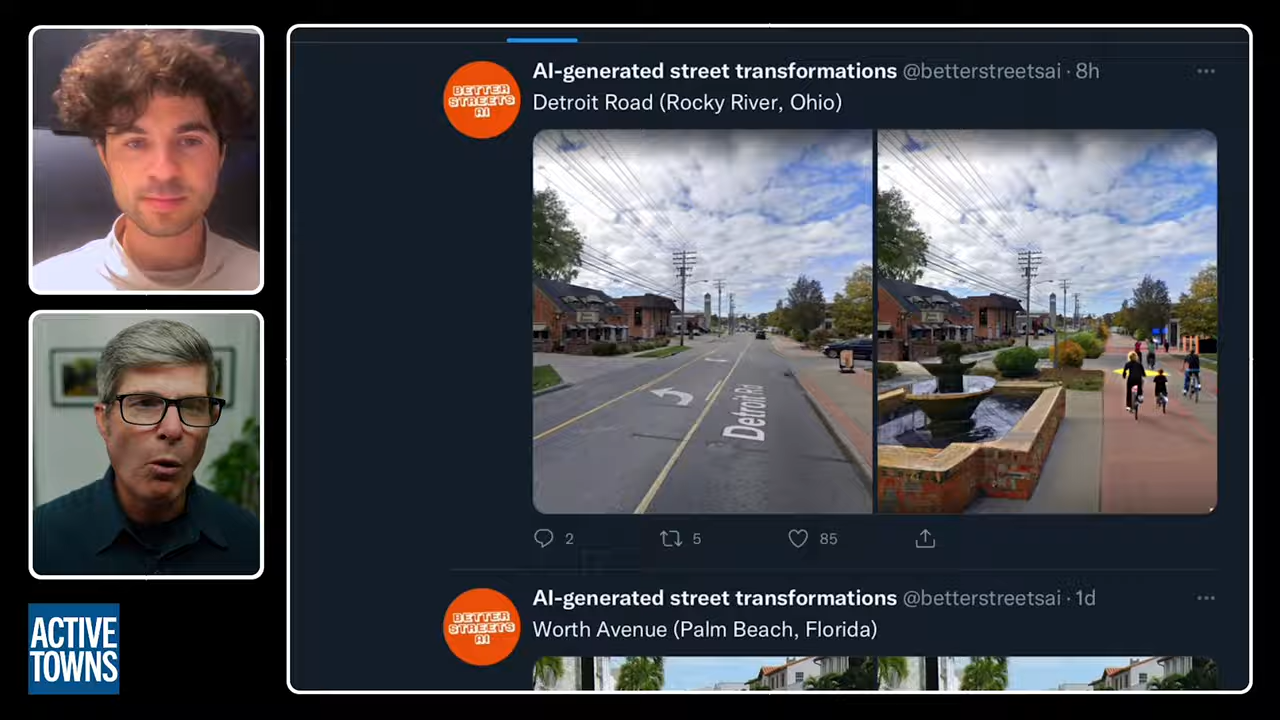 AI-generated street transformations @betterstreetsai · 8h
BETTER
STREETS
AI
Detroit Road (Rocky River, Ohio)
Detroit Rd
2
5
85
AI-generated street transformations @betterstreetsai · 1d
BETTER
STREETS
AI
Worth Avenue (Palm Beach, Florida)
ACTIVE
TOWNS